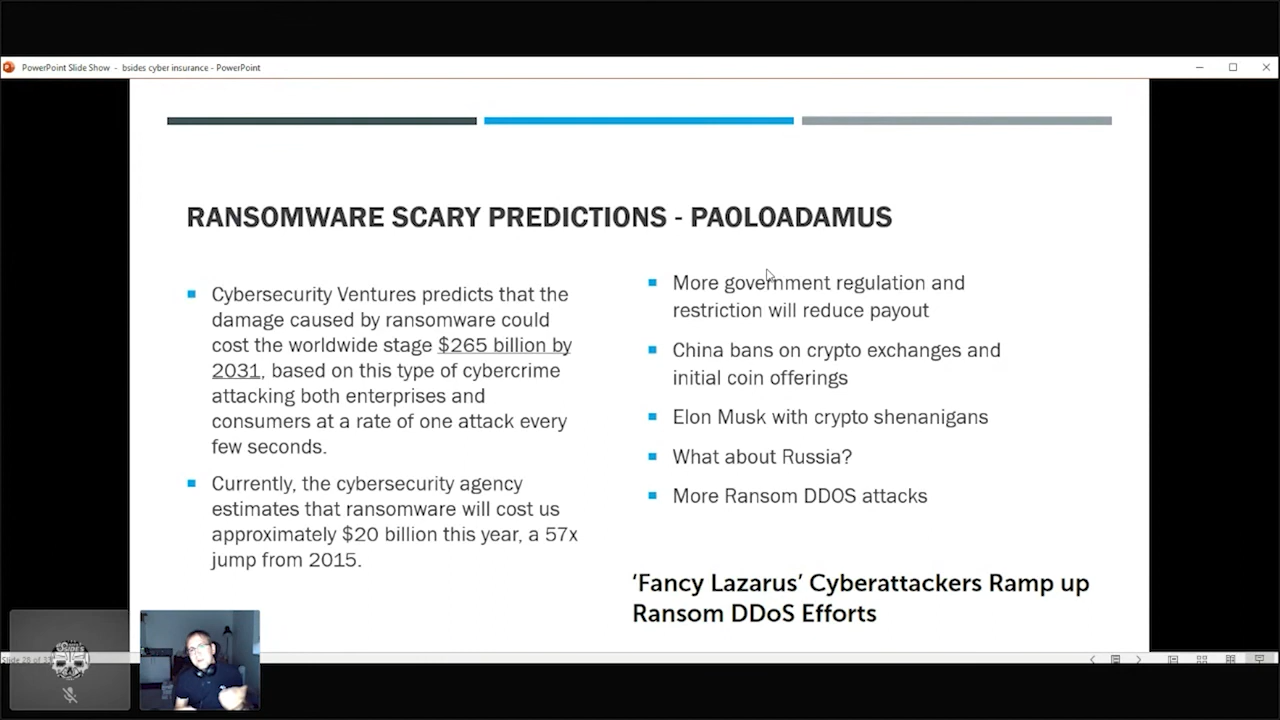 PowerPoint Slide Show - bsides cyber insurance - PowerPoint
RANSOMWARE SCARY PREDICTIONS - PAOLOADAMUS
Cybersecurity Ventures predicts that the
damage caused by ransomware could
cost the worldwide stage $265 billion by
2031, based on this type of cybercrime
attacking both enterprises and
consumers at a rate of one attack every
few seconds.
Currently, the cybersecurity agency
estimates that ransomware will cost us
approximately $20 billion this year, a 57x
jump from 2015.
More government regulation and
restriction will reduce payout
China bans on crypto exchanges and
initial coin offerings
Elon Musk with crypto shenanigans
What about Russia?
More Ransom DDOS attacks
‘Fancy Lazarus’ Cyberattackers Ramp up
Ransom DDoS Efforts